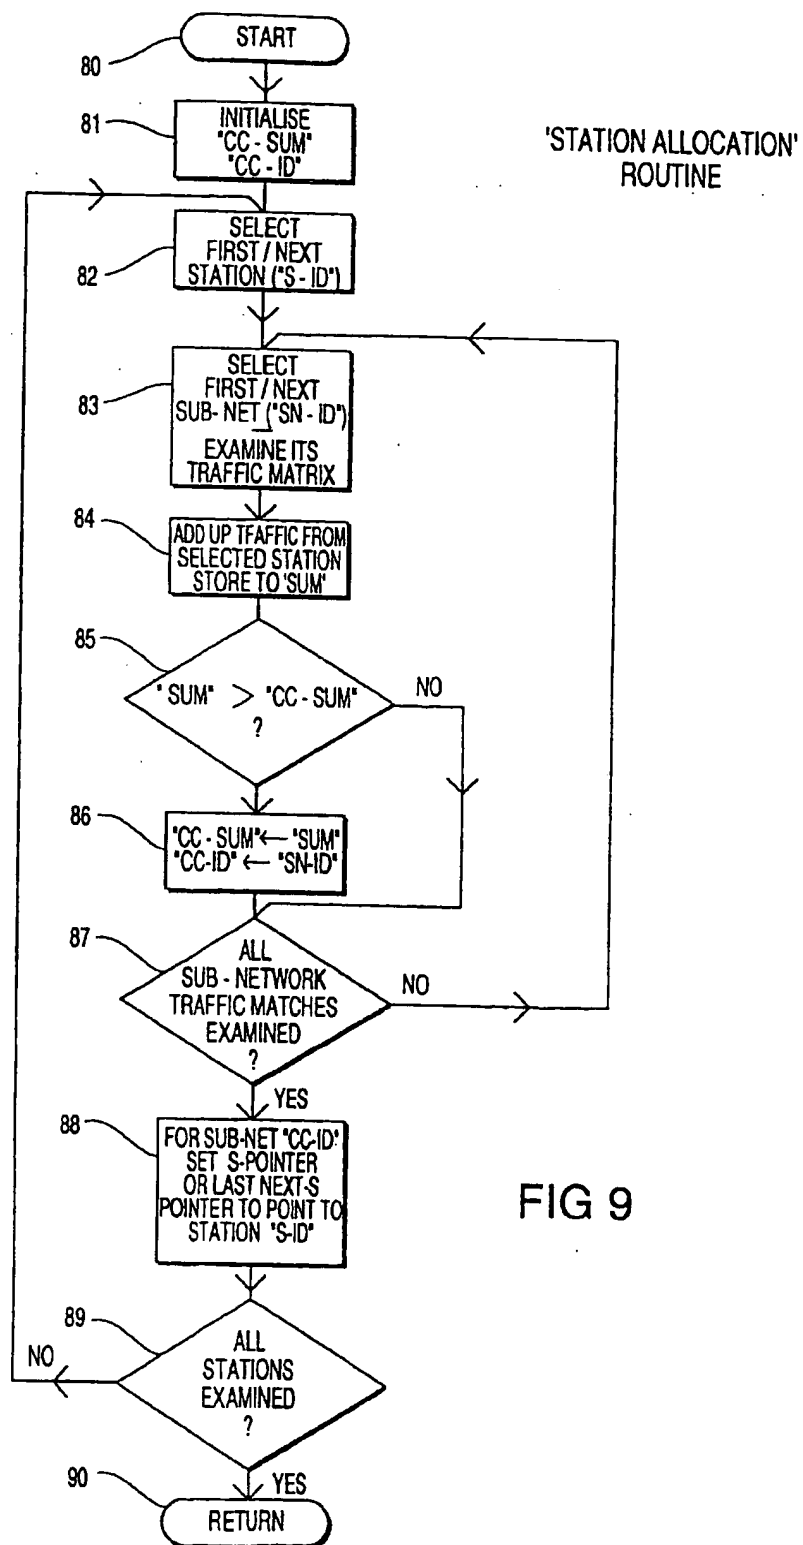 80
START
81
INITIALISE
"CC - SUM"
"CC - ID"
'STATION ALLOCATION'
ROUTINE
82
SELECT
FIRST / NEXT
STATION ("S - ID")
83
SELECT
FIRST / NEXT
SUB- NET ("SN - ID")
EXAMINE ITS
TRAFFIC MATRIX
84
ADD UP TFAFFIC FROM
SELECTED STATION
STORE TO 'SUM'
85
" SUM" > "CC - SUM"
?
NO
86
"CC - SUM" ← "SUM"
"CC-ID" ← "SN-ID"
87
ALL
SUB - NETWORK
TRAFFIC MATCHES
EXAMINED
?
NO
YES
88
FOR SUB-NET "CC-ID"
SET S-POINTER
OR LAST NEXT-S
POINTER TO POINT TO
STATION "S-ID"
FIG 9
89
ALL
STATIONS
EXAMINED
?
NO
YES
90
RETURN